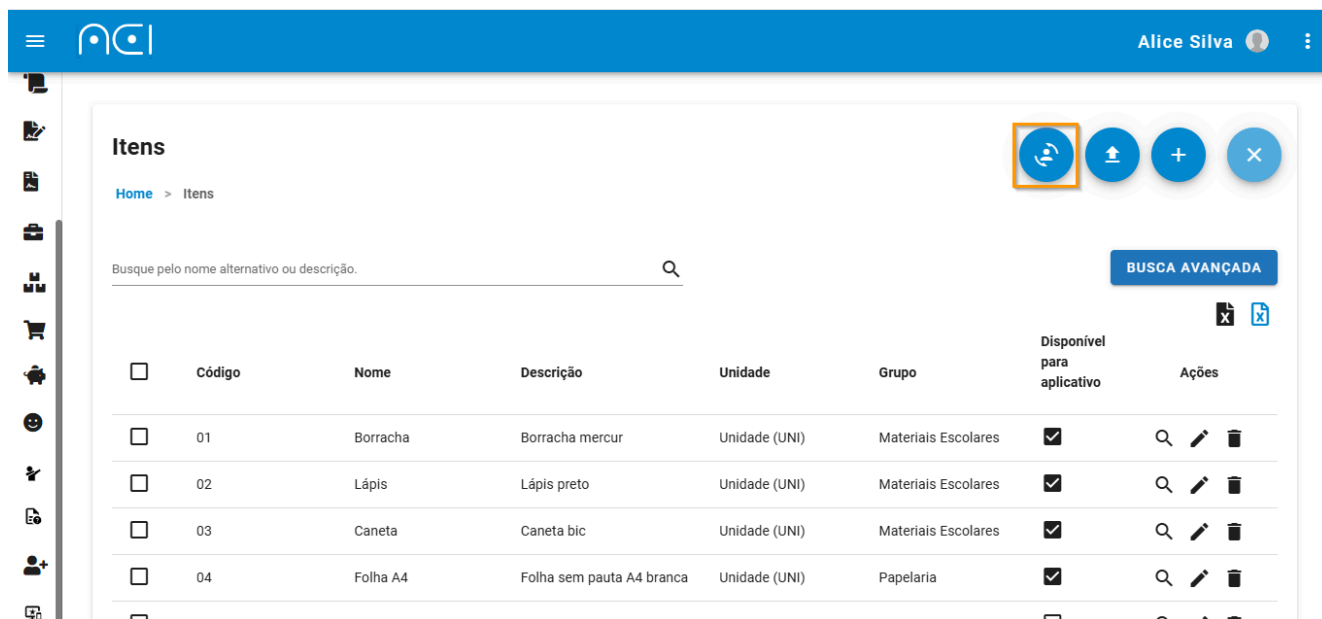 ACI
Alice Silva
Itens
Home > Itens
Busque pelo nome alternativo ou descrição.
BUSCA AVANÇADA
Código Nome Descrição Unidade Grupo Disponível para aplicativo Ações
01 Borracha Borracha mercur Unidade (UNI) Materiais Escolares
02 Lápis Lápis preto Unidade (UNI) Materiais Escolares
03 Caneta Caneta bic Unidade (UNI) Materiais Escolares
04 Folha A4 Folha sem pauta A4 branca Unidade (UNI) Papelaria